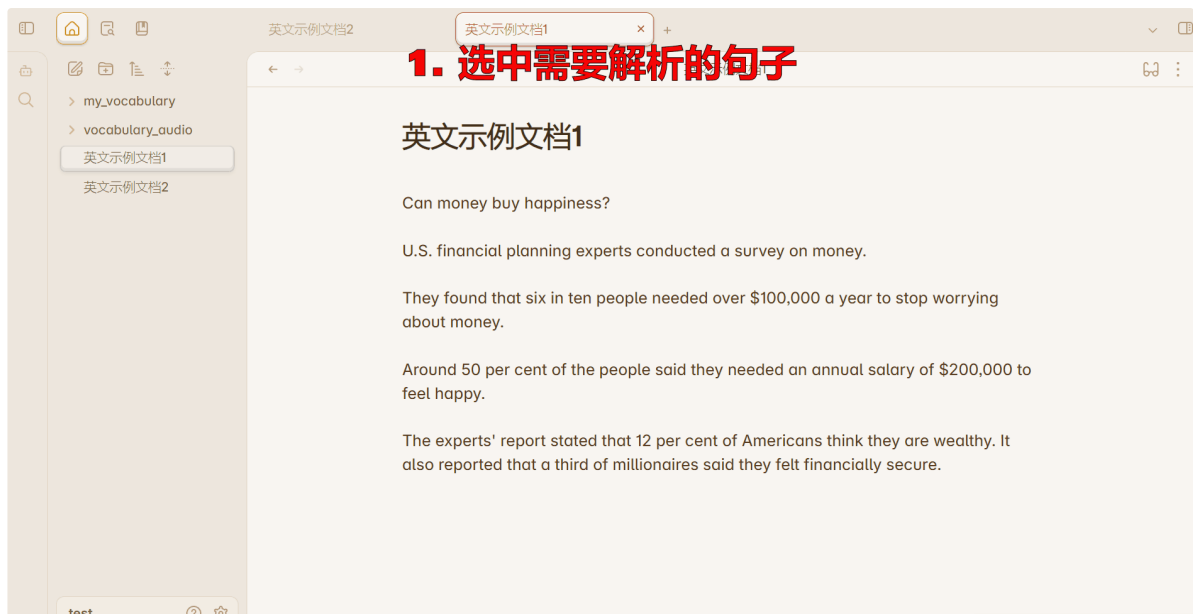 英文示例文档2
英文示例文档1
1. 选中需要解析的句子
my_vocabulary
vocabulary_audio
英文示例文档1
英文示例文档2
英文示例文档1
Can money buy happiness?
U.S. financial planning experts conducted a survey on money.
They found that six in ten people needed over $100,000 a year to stop worrying
about money.
Around 50 per cent of the people said they needed an annual salary of $200,000 to
feel happy.
The experts' report stated that 12 per cent of Americans think they are wealthy. It
also reported that a third of millionaires said they felt financially secure.
test